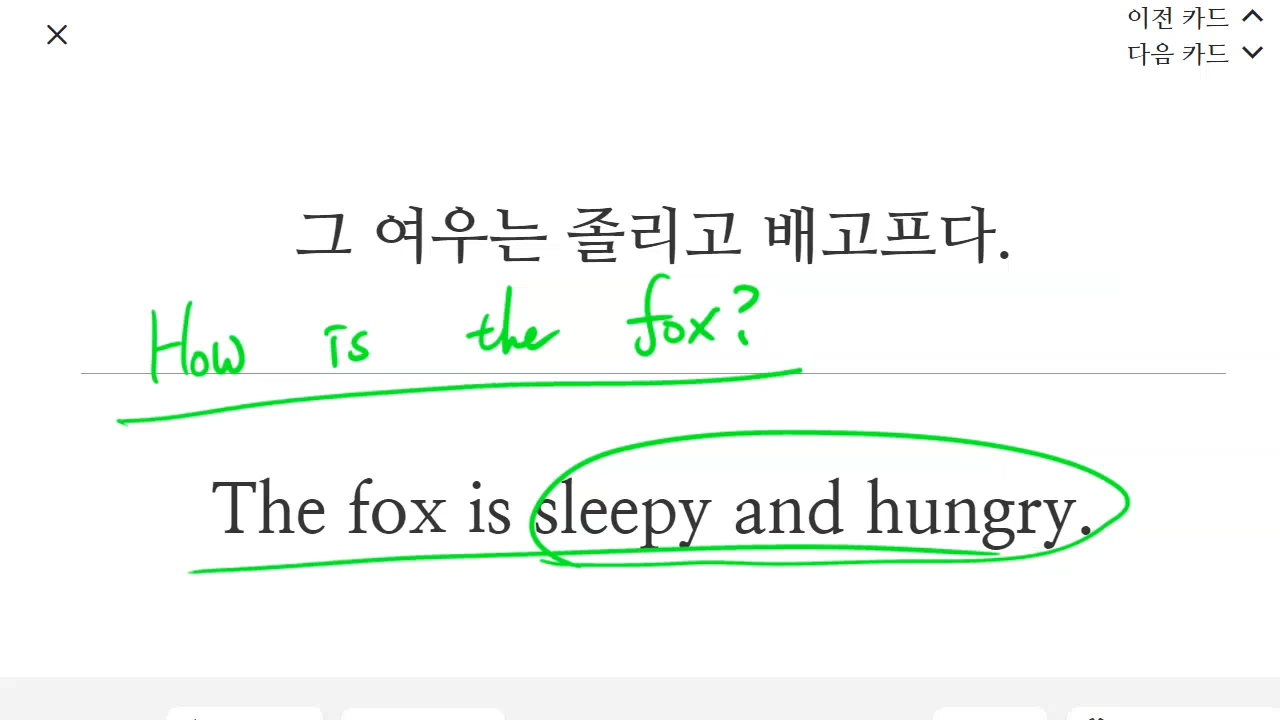 이전 카드
다음 카드
그 여우는 졸리고 배고프다.
How is the fox?
The fox is sleepy and hungry.